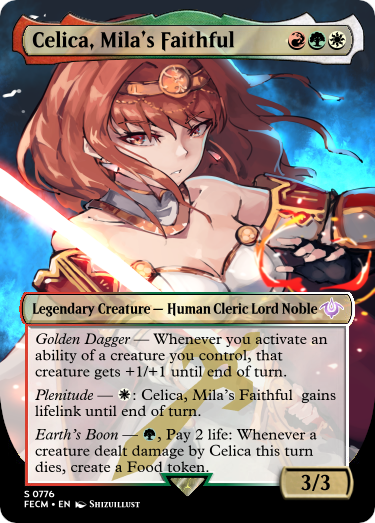 Celica, Mila's Faithful
Legendary Creature — Human Cleric Lord Noble
Golden Dagger — Whenever you activate an
ability of a creature you control, that
creature gets +1/+1 until end of turn.
Plenitude — : Celica, Mila's Faithful gains
lifelink until end of turn.
Earth's Boon — , Pay 2 life: Whenever a
creature dealt damage by Celica this turn
dies, create a Food token.
3/3
S 0776
FECM • EN Shizuillust